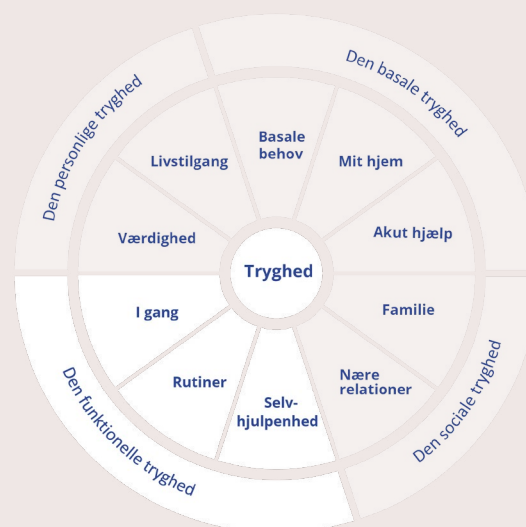 Den personlige tryghed
Den basale tryghed
Basale
behov
Livstilgang
Mit hjem
Værdighed
Akut hjælp
Tryghed
I gang
Familie
Rutiner
Nære
relationer
Selv-
hjulpenhed
Den funktionelle tryghed
Den sociale tryghed